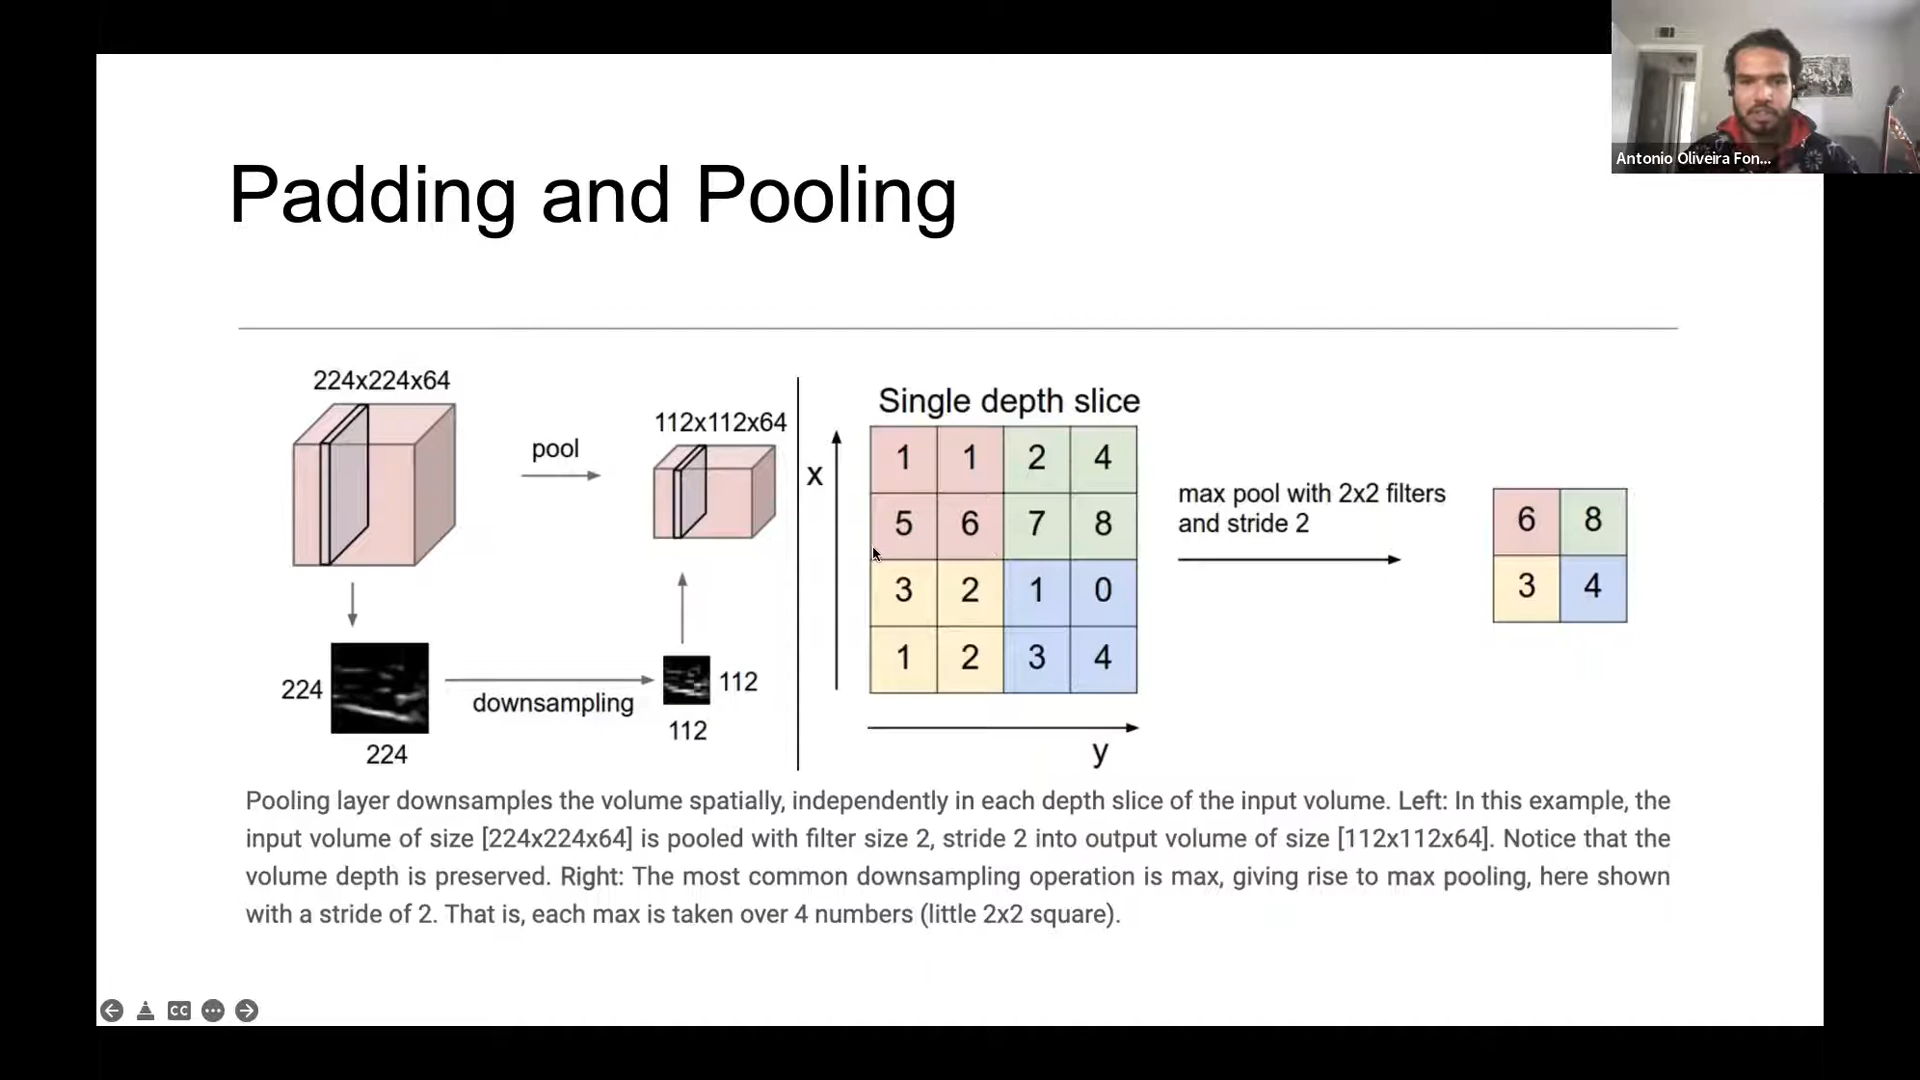 Antonio Oliveira Fon...
Padding and Pooling
224x224x64
pool
112x112x64
224
224
downsampling
112
112
Single depth slice
x
1 1 2 4
5 6 7 8
3 2 1 0
1 2 3 4
y
max pool with 2x2 filters
and stride 2
6 8
3 4
Pooling layer downsamples the volume spatially, independently in each depth slice of the input volume. Left: In this example, the
input volume of size [224x224x64] is pooled with filter size 2, stride 2 into output volume of size [112x112x64]. Notice that the
volume depth is preserved. Right: The most common downsampling operation is max, giving rise to max pooling, here shown
with a stride of 2. That is, each max is taken over 4 numbers (little 2x2 square).
CC